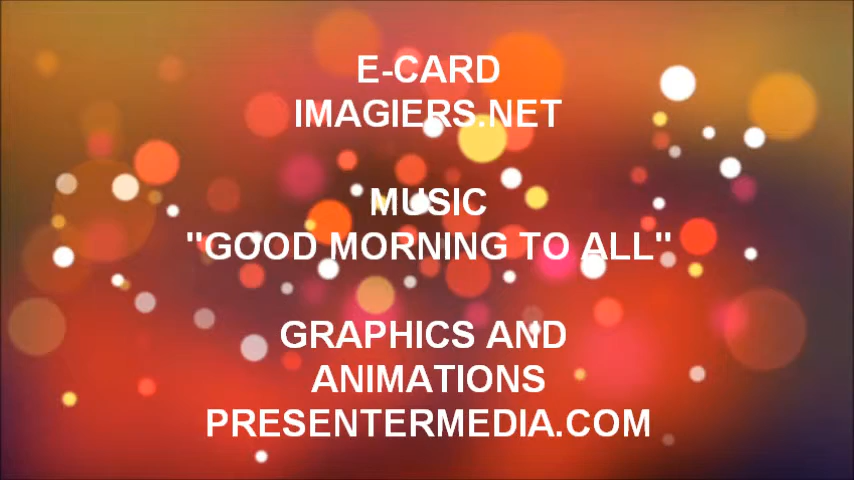 E-CARD
IMAGIERS.NET
MUSIC
"GOOD MORNING TO ALL"
GRAPHICS AND
ANIMATIONS
PRESENTERMEDIA.COM